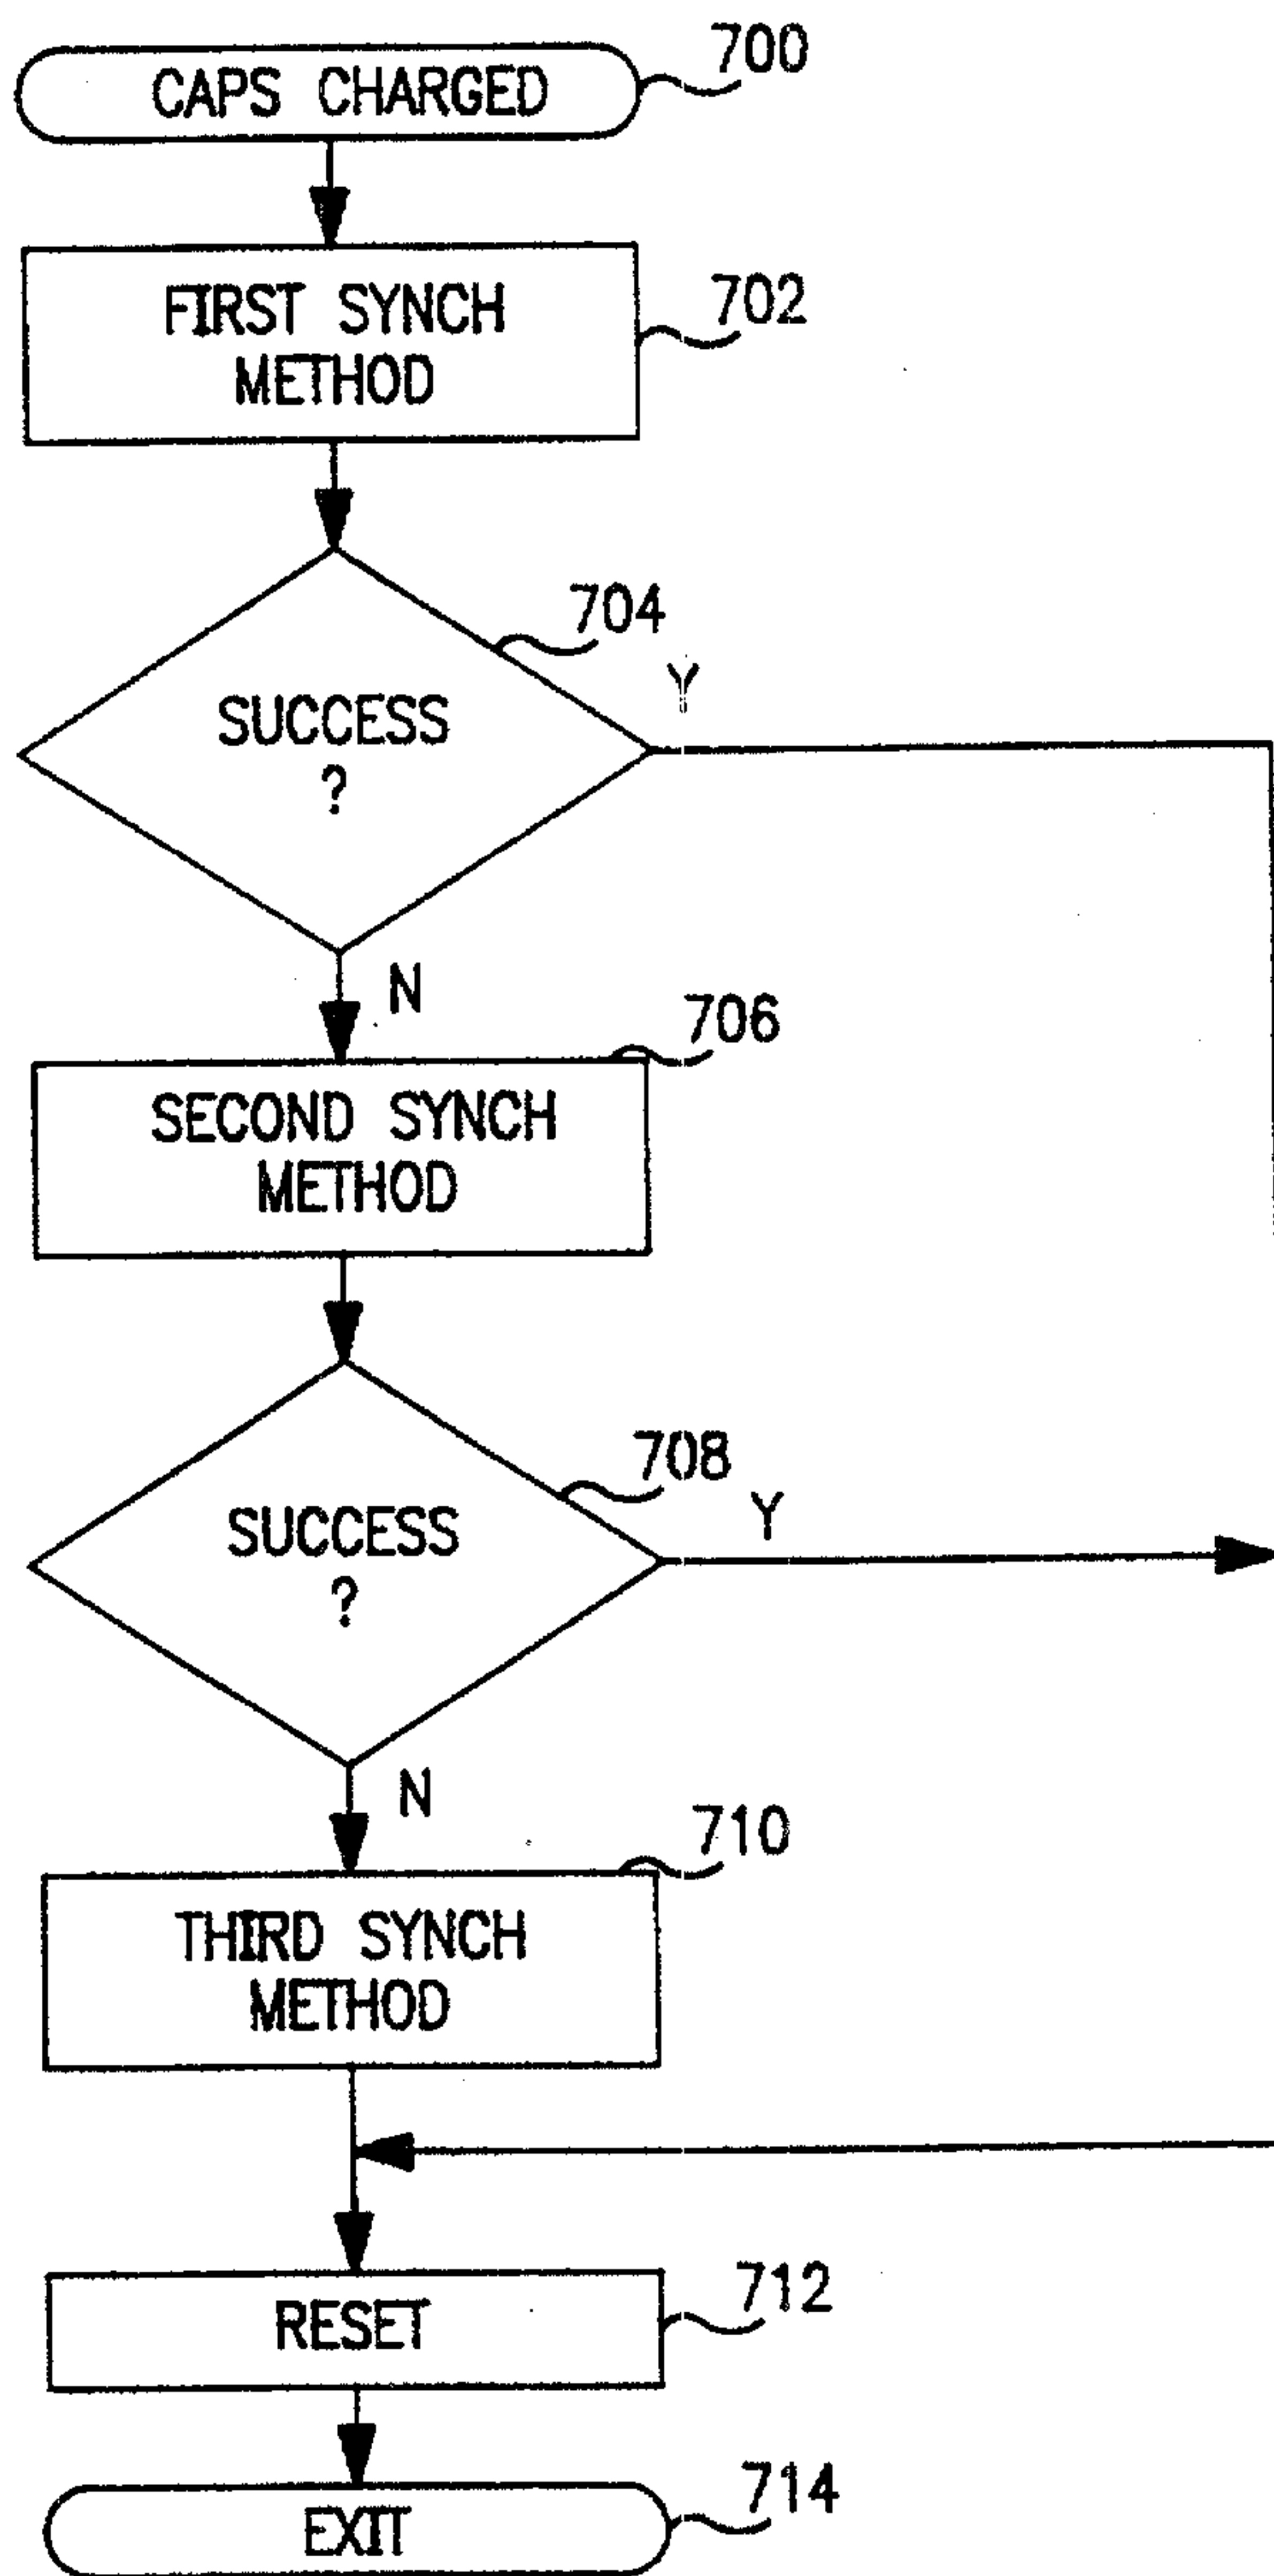 700
CAPS CHARGED
702
FIRST SYNCH
METHOD
704
Y
SUCCESS
?
N
706
SECOND SYNCH
METHOD
708
Y
SUCCESS
?
N
710
THIRD SYNCH
METHOD
712
RESET
714
EXIT